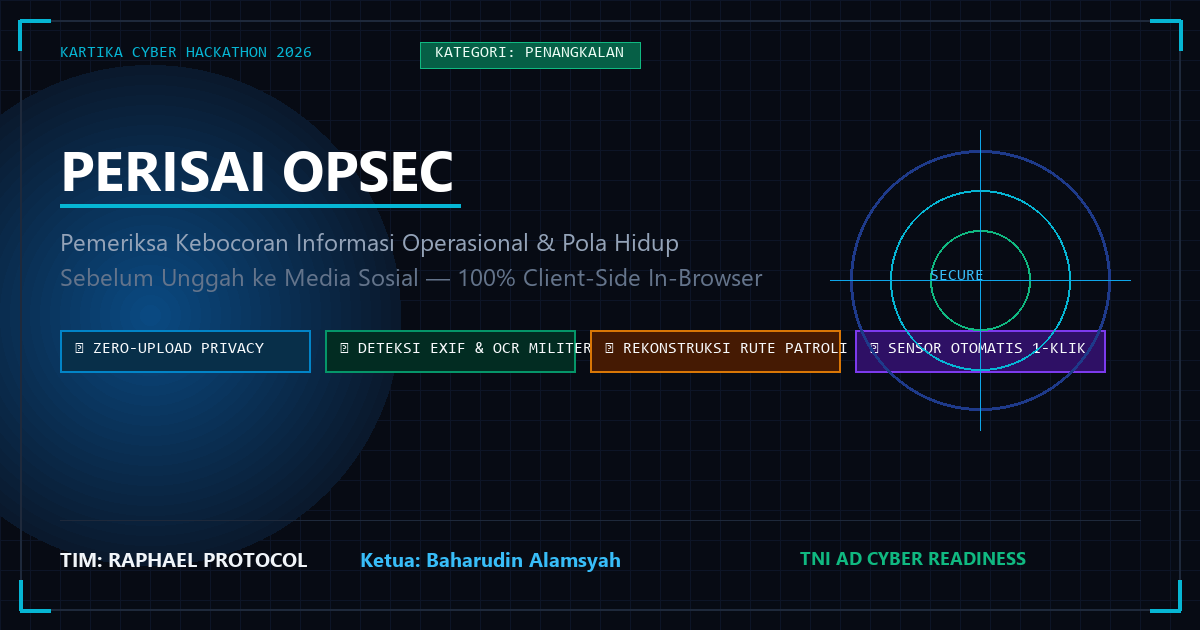 KARTIKA CYBER HACKATHON 2026
KATEGORI: PENANGKALAN
PERISAI OPSEC
Pemeriksa Kebocoran Informasi Operasional & Pola Hidup
Sebelum Unggah ke Media Sosial — 100% Client-Side In-Browser
SECURE
ZERO-UPLOAD PRIVACY
DETEKSI EXIF & OCR MILITER
REKONSTRUKSI RUTE PATROLI
SENSOR OTOMATIS 1-KLIK
TIM: RAPHAEL PROTOCOL
Ketua: Baharudin Alamsyah
TNI AD CYBER READINESS